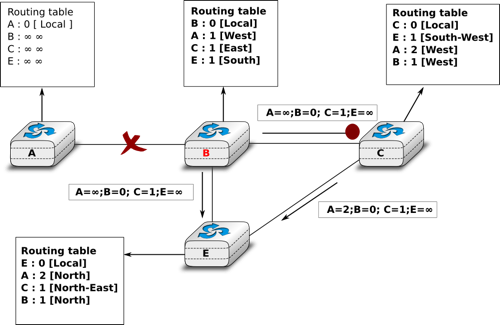 Routing table
A : 0 [ Local ]
B : ∞ ∞
C : ∞ ∞
E : ∞ ∞
Routing table
B : 0 [Local]
A : 1 [West]
C : 1 [East]
E : 1 [South]
Routing table
C : 0 [Local]
E : 1 [South-West]
A : 2 [West]
B : 1 [West]
A=∞;B=0; C=1;E=∞
A
B
C
A=∞;B=0; C=1;E=∞
A=2;B=0; C=1;E=∞
E
Routing table
E : 0 [Local]
A : 2 [North]
C : 1 [North-East]
B : 1 [North]